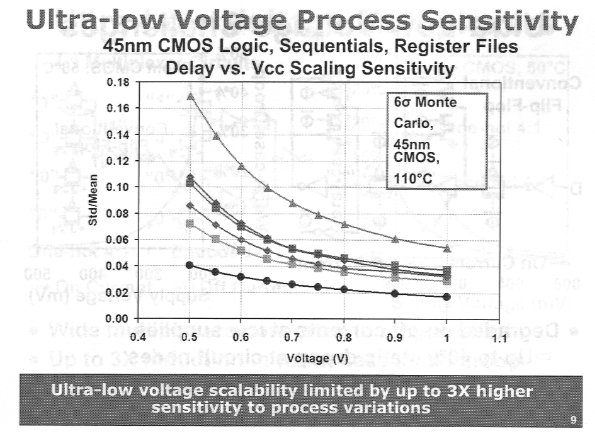 Ultra-low Voltage Process Sensitivity
45nm CMOS Logic, Sequentials, Register Files
Delay vs. Vcc Scaling Sensitivity
0.18
0.16
0.14
0.12
0.10
0.08
0.06
0.04
0.02
0.00
Std/Mean
6σ Monte
Carlo,
45nm
CMOS,
110°C
0.4 0.5 0.6 0.7 0.8 0.9 1 1.1
Voltage (V)
Ultra-low voltage scalability limited by up to 3X higher
sensitivity to process variations
9